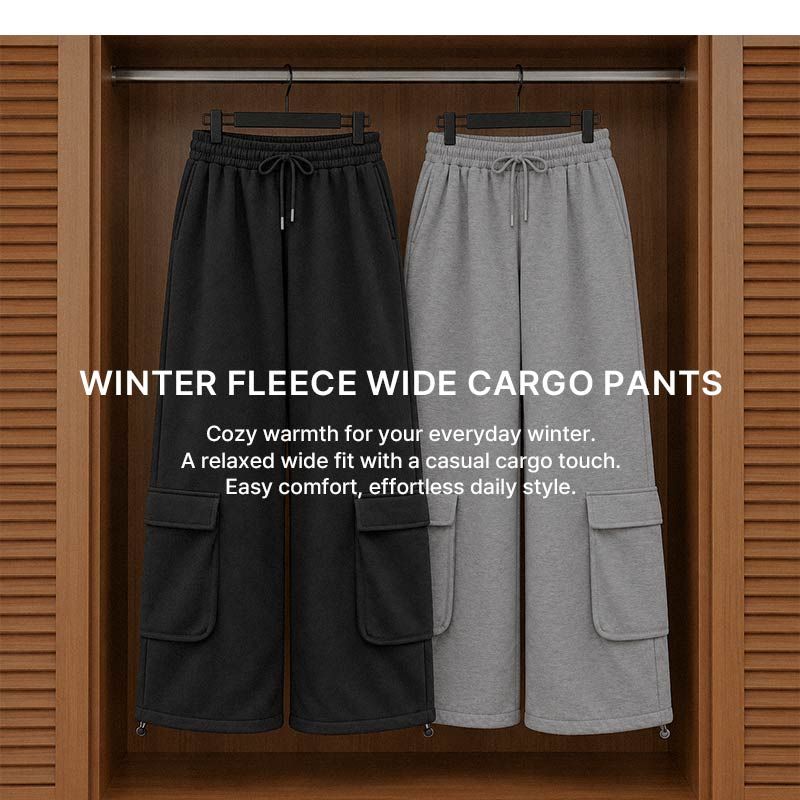 WINTER FLEECE WIDE CARGO PANTS
Cozy warmth for your everyday winter.
A relaxed wide fit with a casual cargo touch.
Easy comfort, effortless daily style.